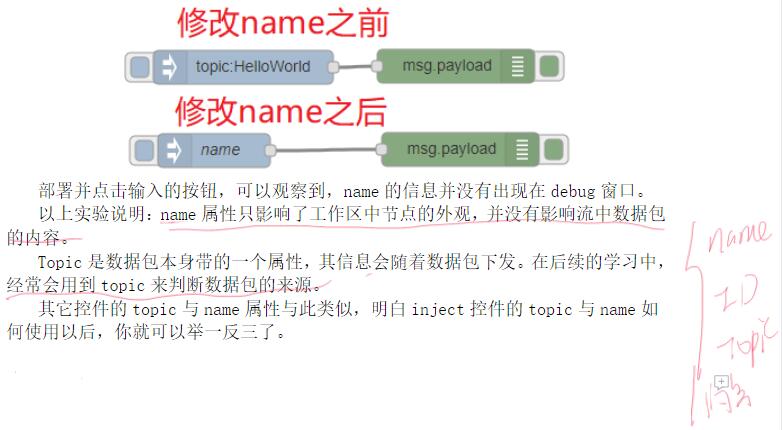 修改name之前
topic:HelloWorld msg.payload
修改name之后
name msg.payload
部署并点击输入的按钮，可以观察到，name 的信息并没有出现在 debug 窗口。
以上实验说明：name 属性只影响了工作区中节点的外观，并没有影响流中数据包
的内容。
Topic 是数据包本身带的一个属性，其信息会随着数据包下发。在后续的学习中，
经常会用到 topic 来判断数据包的来源。
其它控件的 topic 与 name 属性与此类似，明白 inject 控件的 topic 与 name 如
何使用以后，你就可以举一反三了。
name
ID
Topic